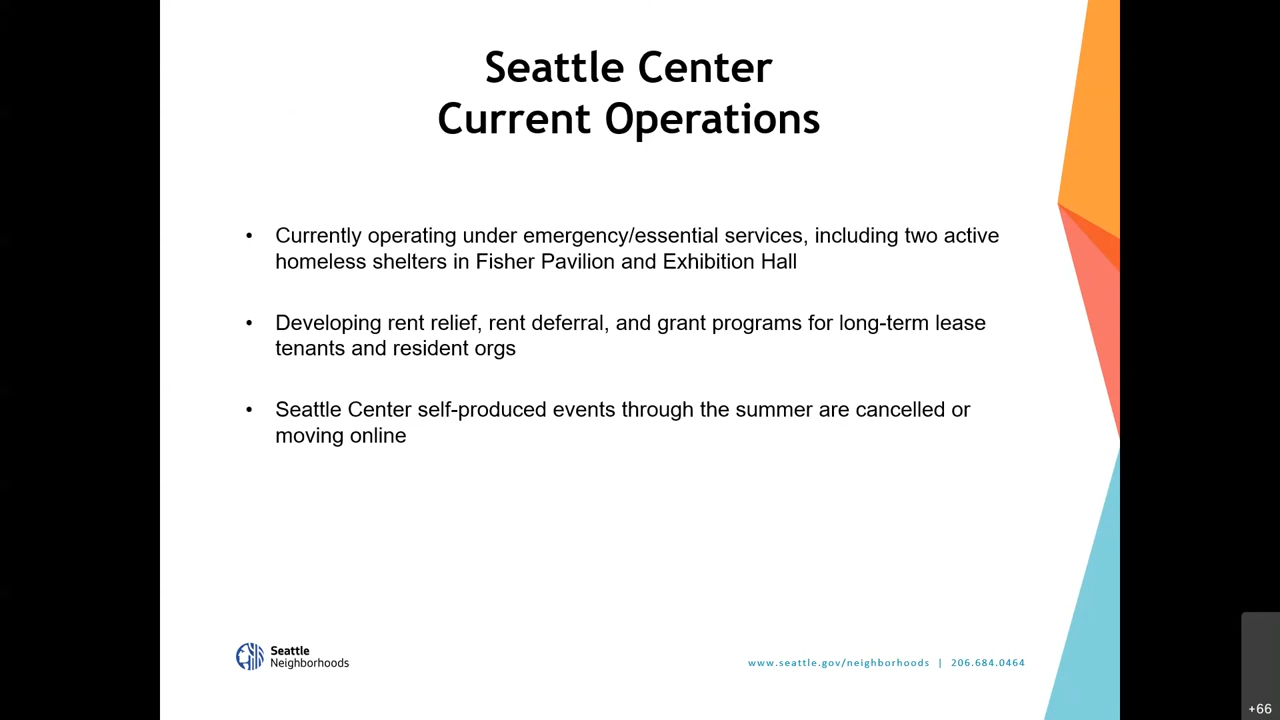 Seattle Center
Current Operations
• Currently operating under emergency/essential services, including two active
homeless shelters in Fisher Pavilion and Exhibition Hall
• Developing rent relief, rent deferral, and grant programs for long-term lease
tenants and resident orgs
• Seattle Center self-produced events through the summer are cancelled or
moving online
Seattle
Neighborhoods
www.seattle.gov/neighborhoods | 206.684.0464
+66